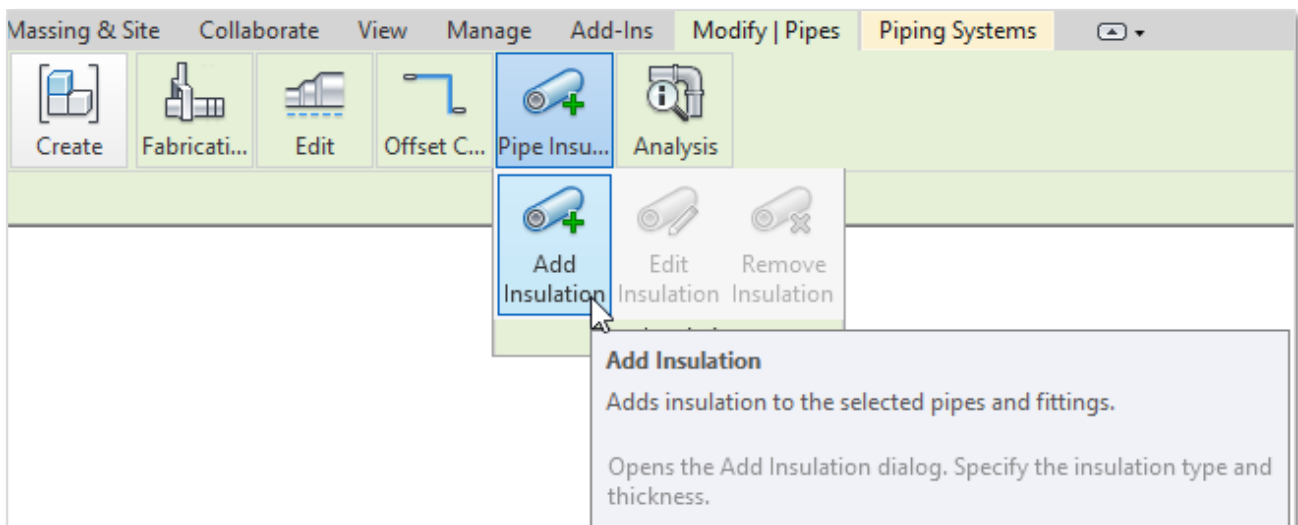 Massing & Site Collaborate View Manage Add-Ins Modify | Pipes Piping Systems
Create Fabricati... Edit Offset C... Pipe Insu... Analysis
Add Edit Remove
Insulation Insulation Insulation
Add Insulation
Adds insulation to the selected pipes and fittings.
Opens the Add Insulation dialog. Specify the insulation type and
thickness.